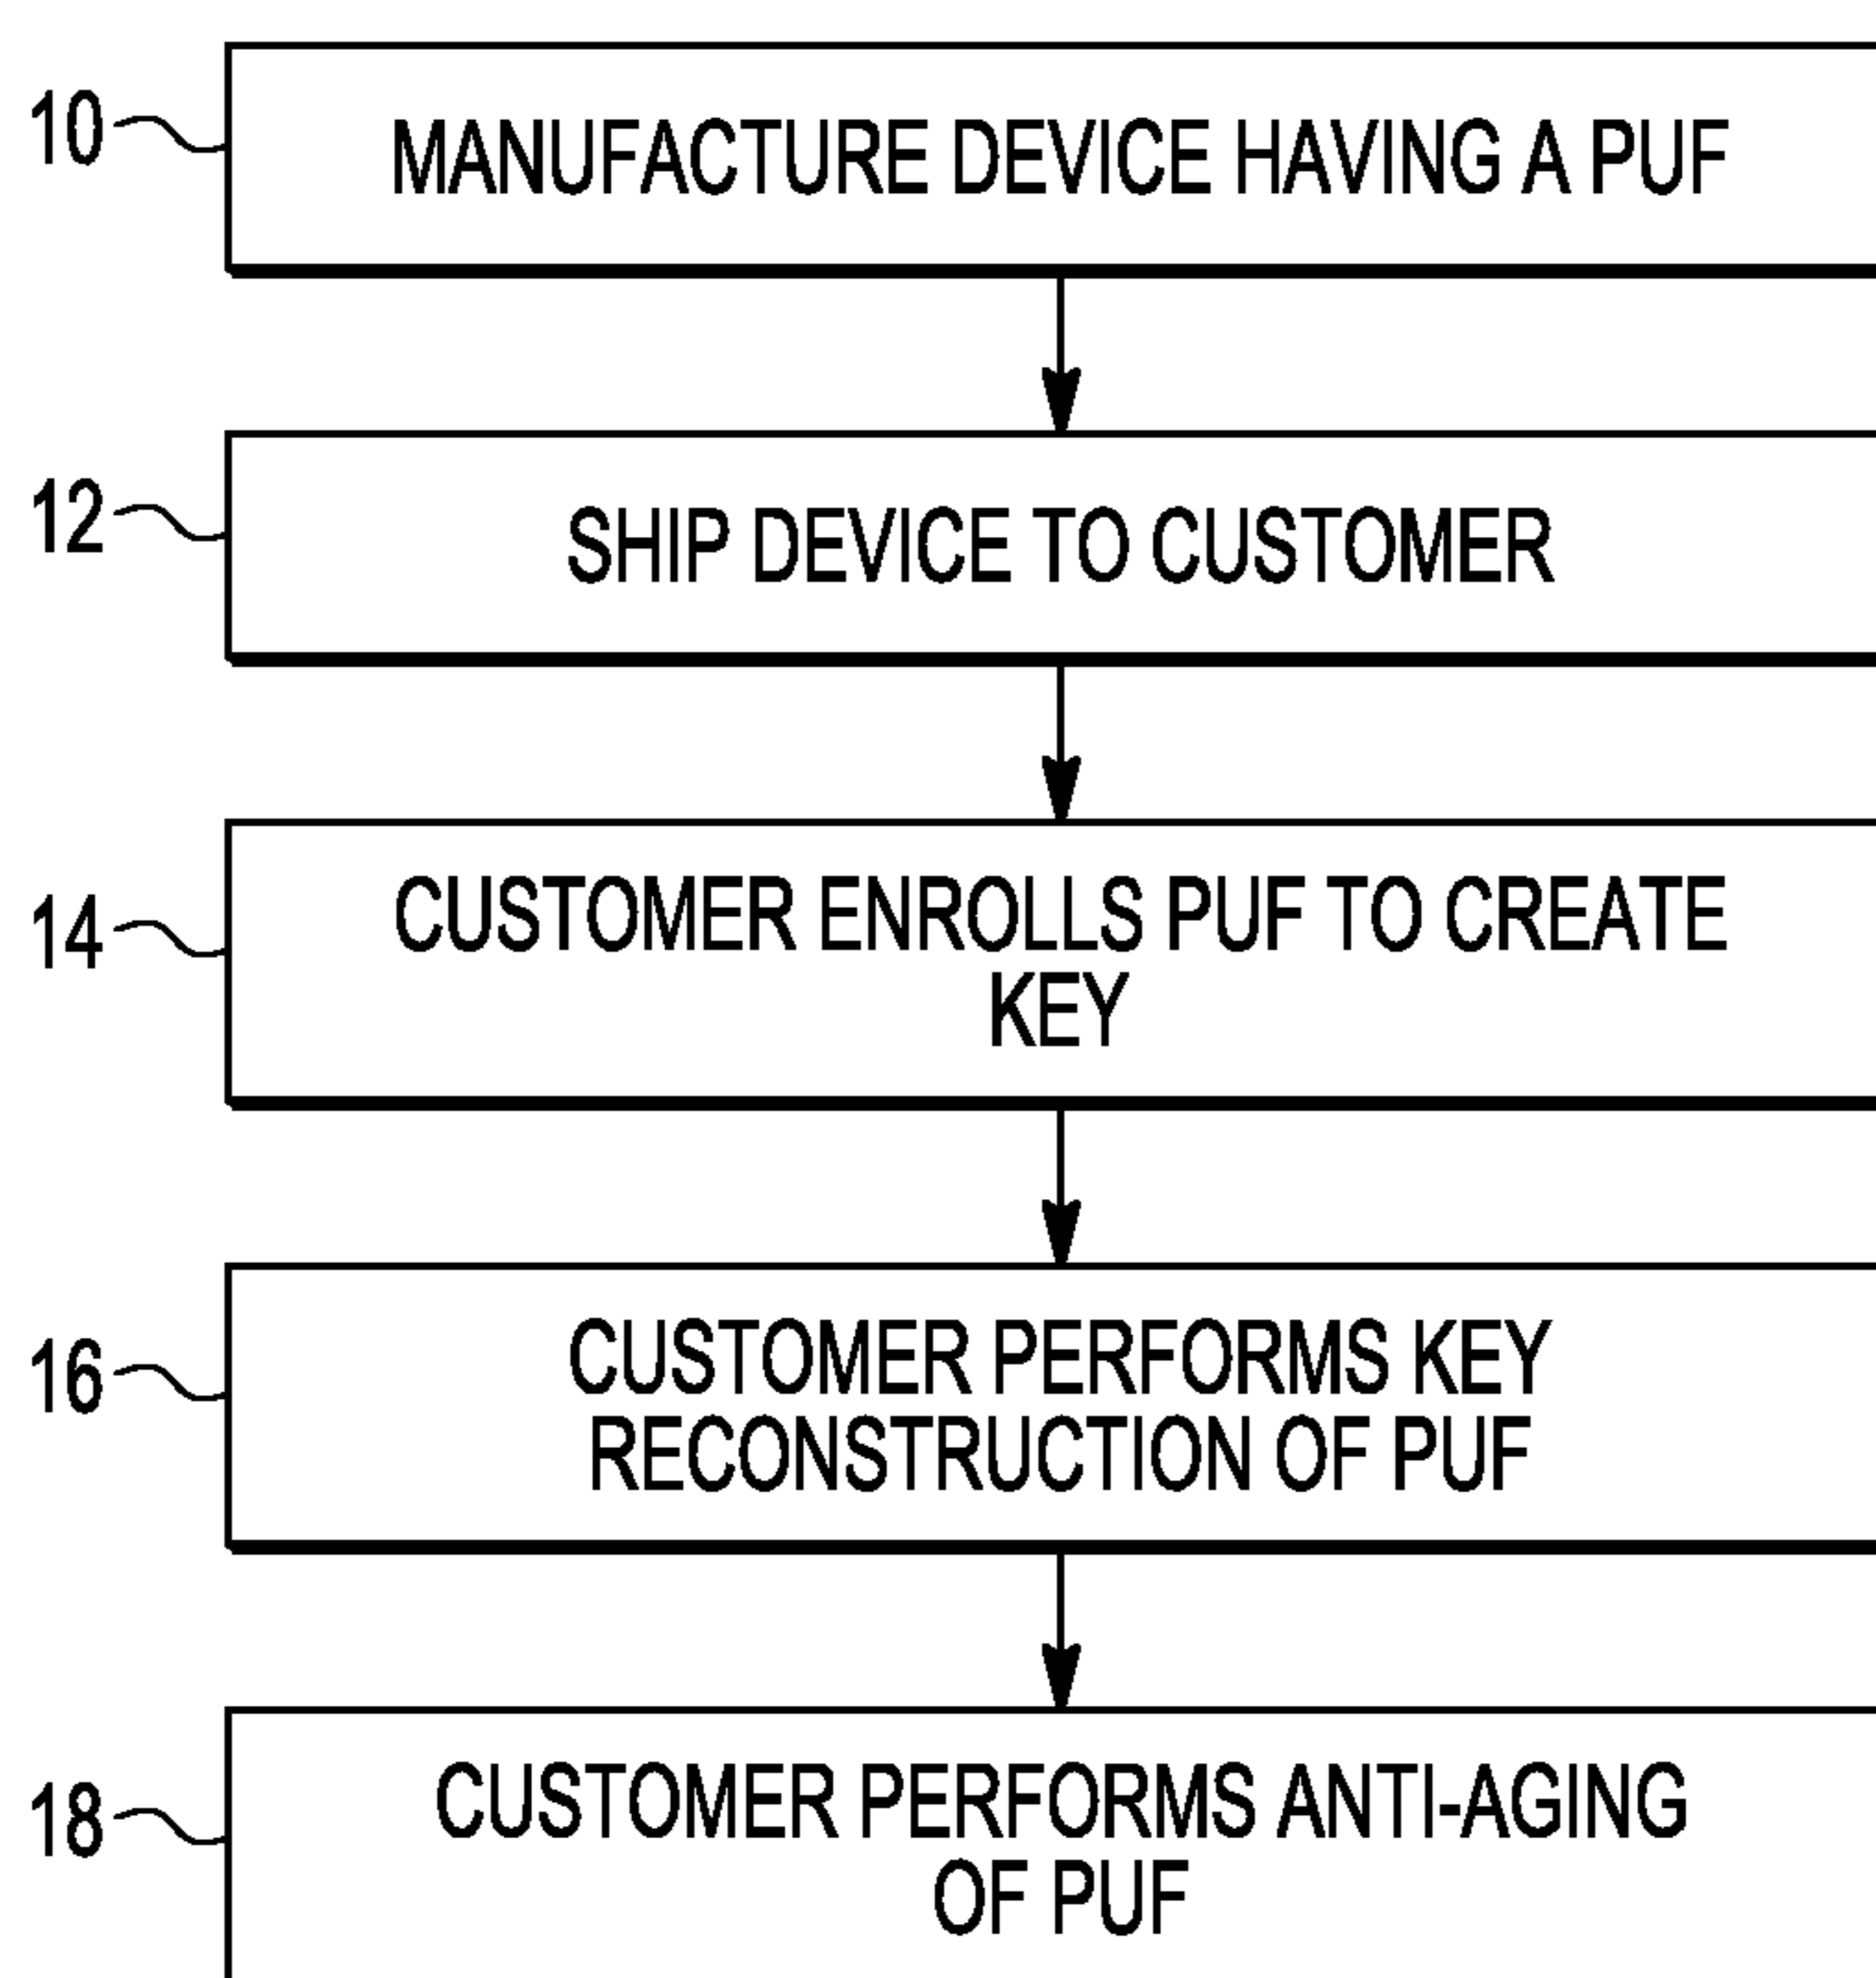 10
MANUFACTURE DEVICE HAVING A PUF
12
SHIP DEVICE TO CUSTOMER
14
CUSTOMER ENROLLS PUF TO CREATE
KEY
16
CUSTOMER PERFORMS KEY
RECONSTRUCTION OF PUF
18
CUSTOMER PERFORMS ANTI-AGING
OF PUF